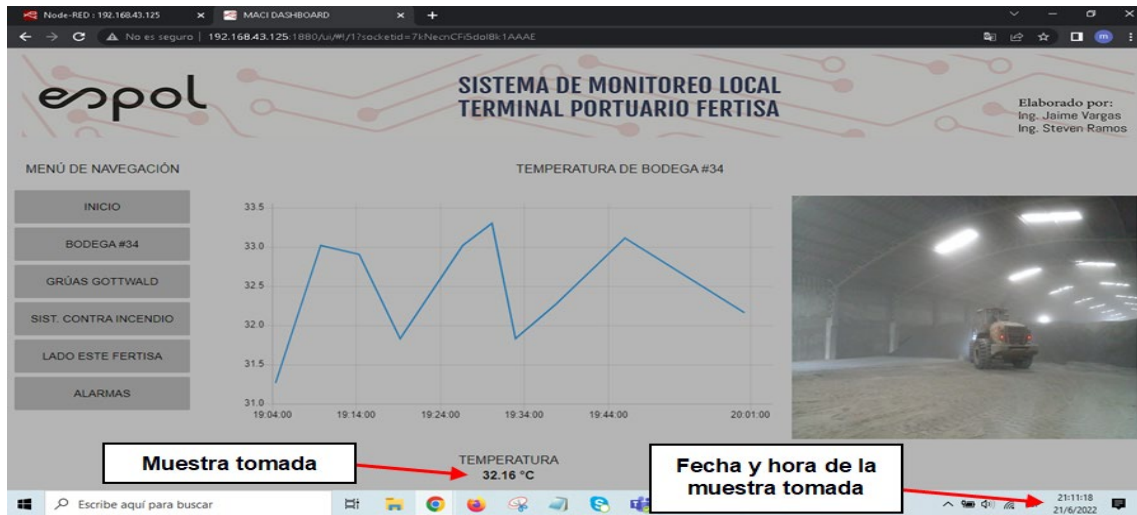 Node-RED : 192.168.43.125
MACI DASHBOARD
No es seguro | 192.168.43.125:1880/ui/#!/1?socketid=7kNecnCFiSdol8k1AAAE
espol
SISTEMA DE MONITOREO LOCAL
TERMINAL PORTUARIO FERTISA
Elaborado por:
Ing. Jaime Vargas
Ing. Steven Ramos
MENÚ DE NAVEGACIÓN
INICIO
BODEGA #34
GRÚAS GOTTWALD
SIST. CONTRA INCENDIO
LADO ESTE FERTISA
ALARMAS
TEMPERATURA DE BODEGA #34
33.5
33.0
32.5
32.0
31.5
31.0
19:04:00
19:14:00
19:24:00
19:34:00
19:44:00
20:01:00
Muestra tomada
TEMPERATURA
32.16 °C
Fecha y hora de la
muestra tomada
Escribe aquí para buscar
21:11:18
21/6/2022